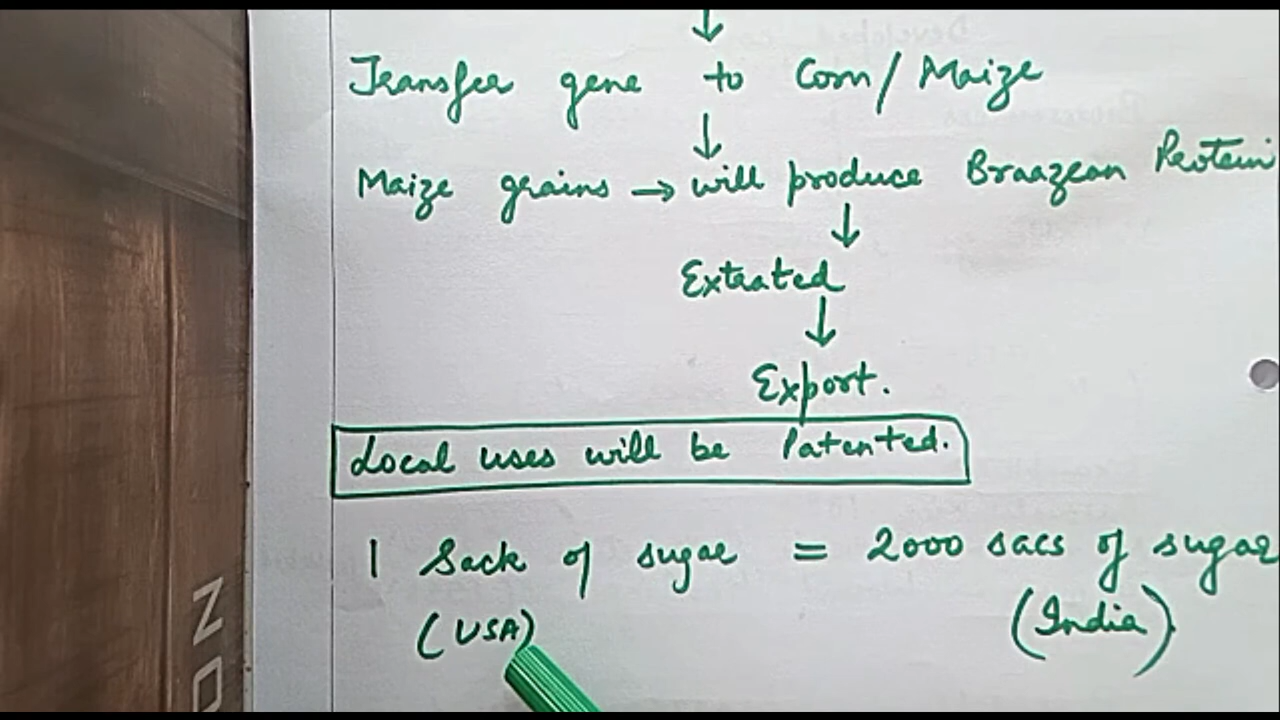 Transfer gene to Corn/Maize
Maize grains → will produce Braazean Protein
Extrated
Export.
Local uses will be Patented.
1 Sack of sugar = 2000 sacs of sugar
(USA) (India)